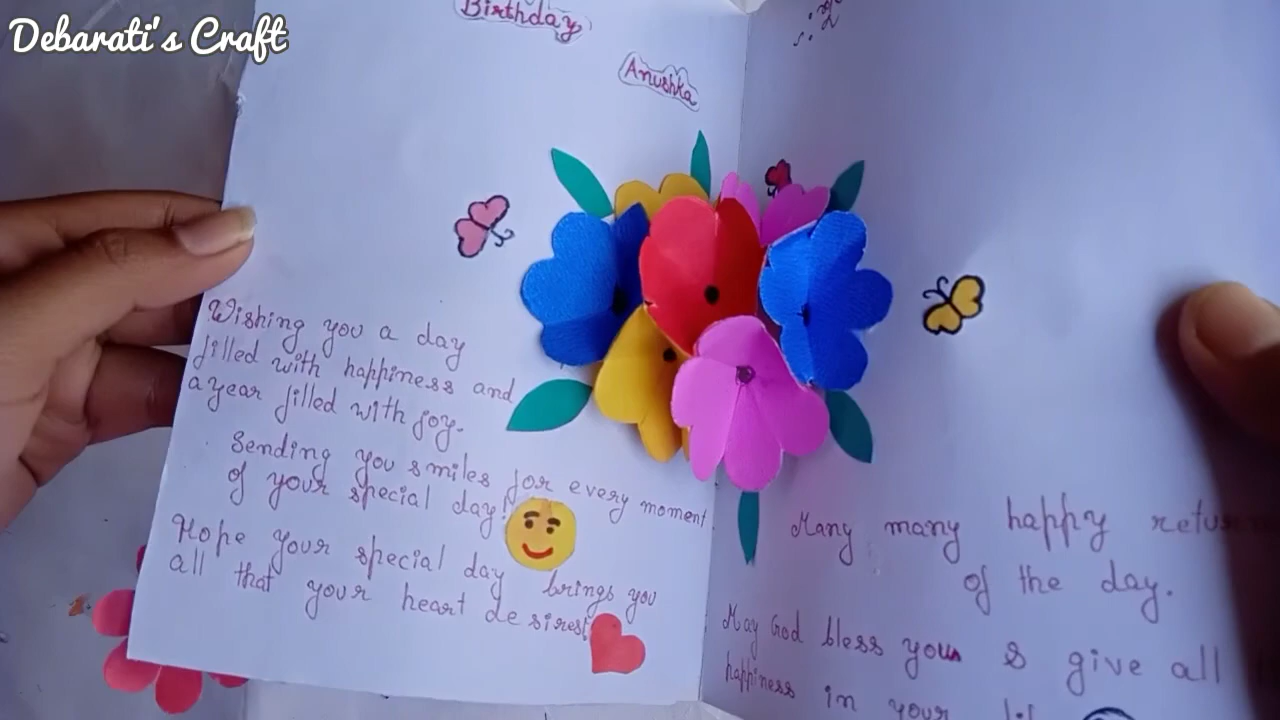 Debarati's Craft
Birthday
Anushka
Wishing you a day
filled with happiness and
a year filled with joy.
Sending you smiles for every moment
of your special day!
Hope your special day brings you
all that your heart desirest
Many many happy retur
of the day.
May God bless you & give all
happiness in your